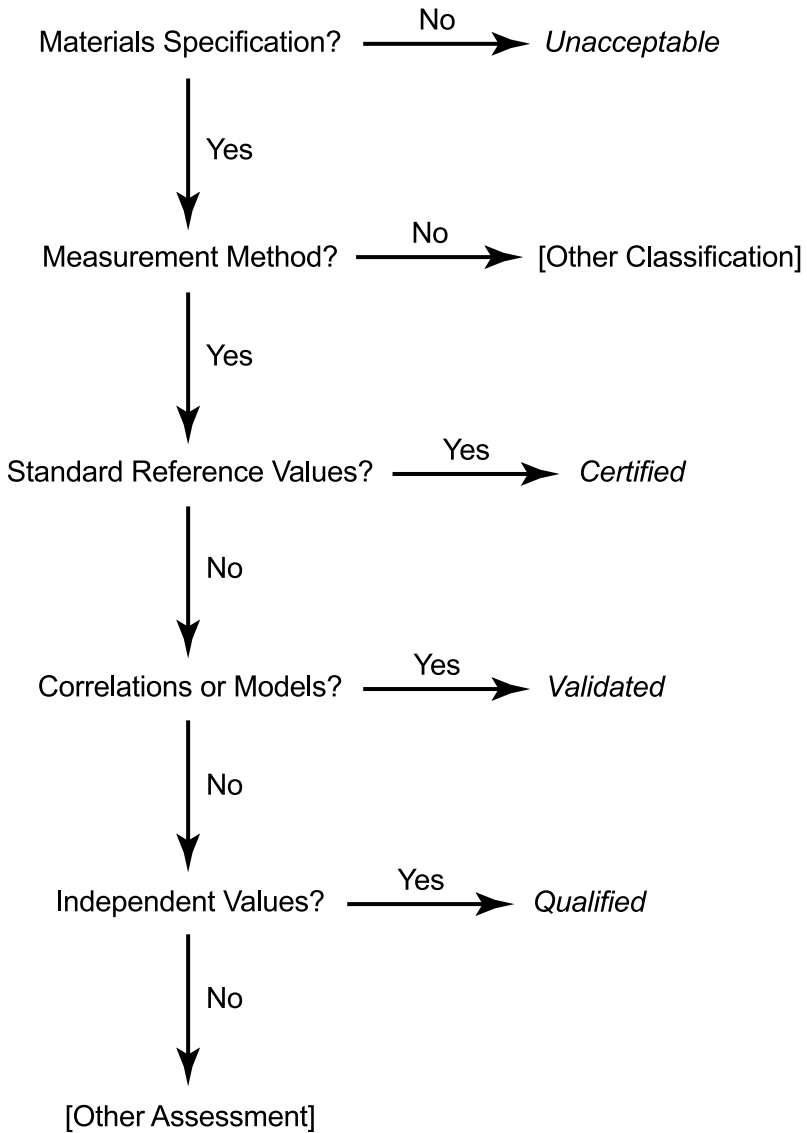 Materials Specification?
No
Unacceptable
Yes
Measurement Method?
No
[Other Classification]
Yes
Standard Reference Values?
Yes
Certified
No
Correlations or Models?
Yes
Validated
No
Independent Values?
Yes
Qualified
No
[Other Assessment]